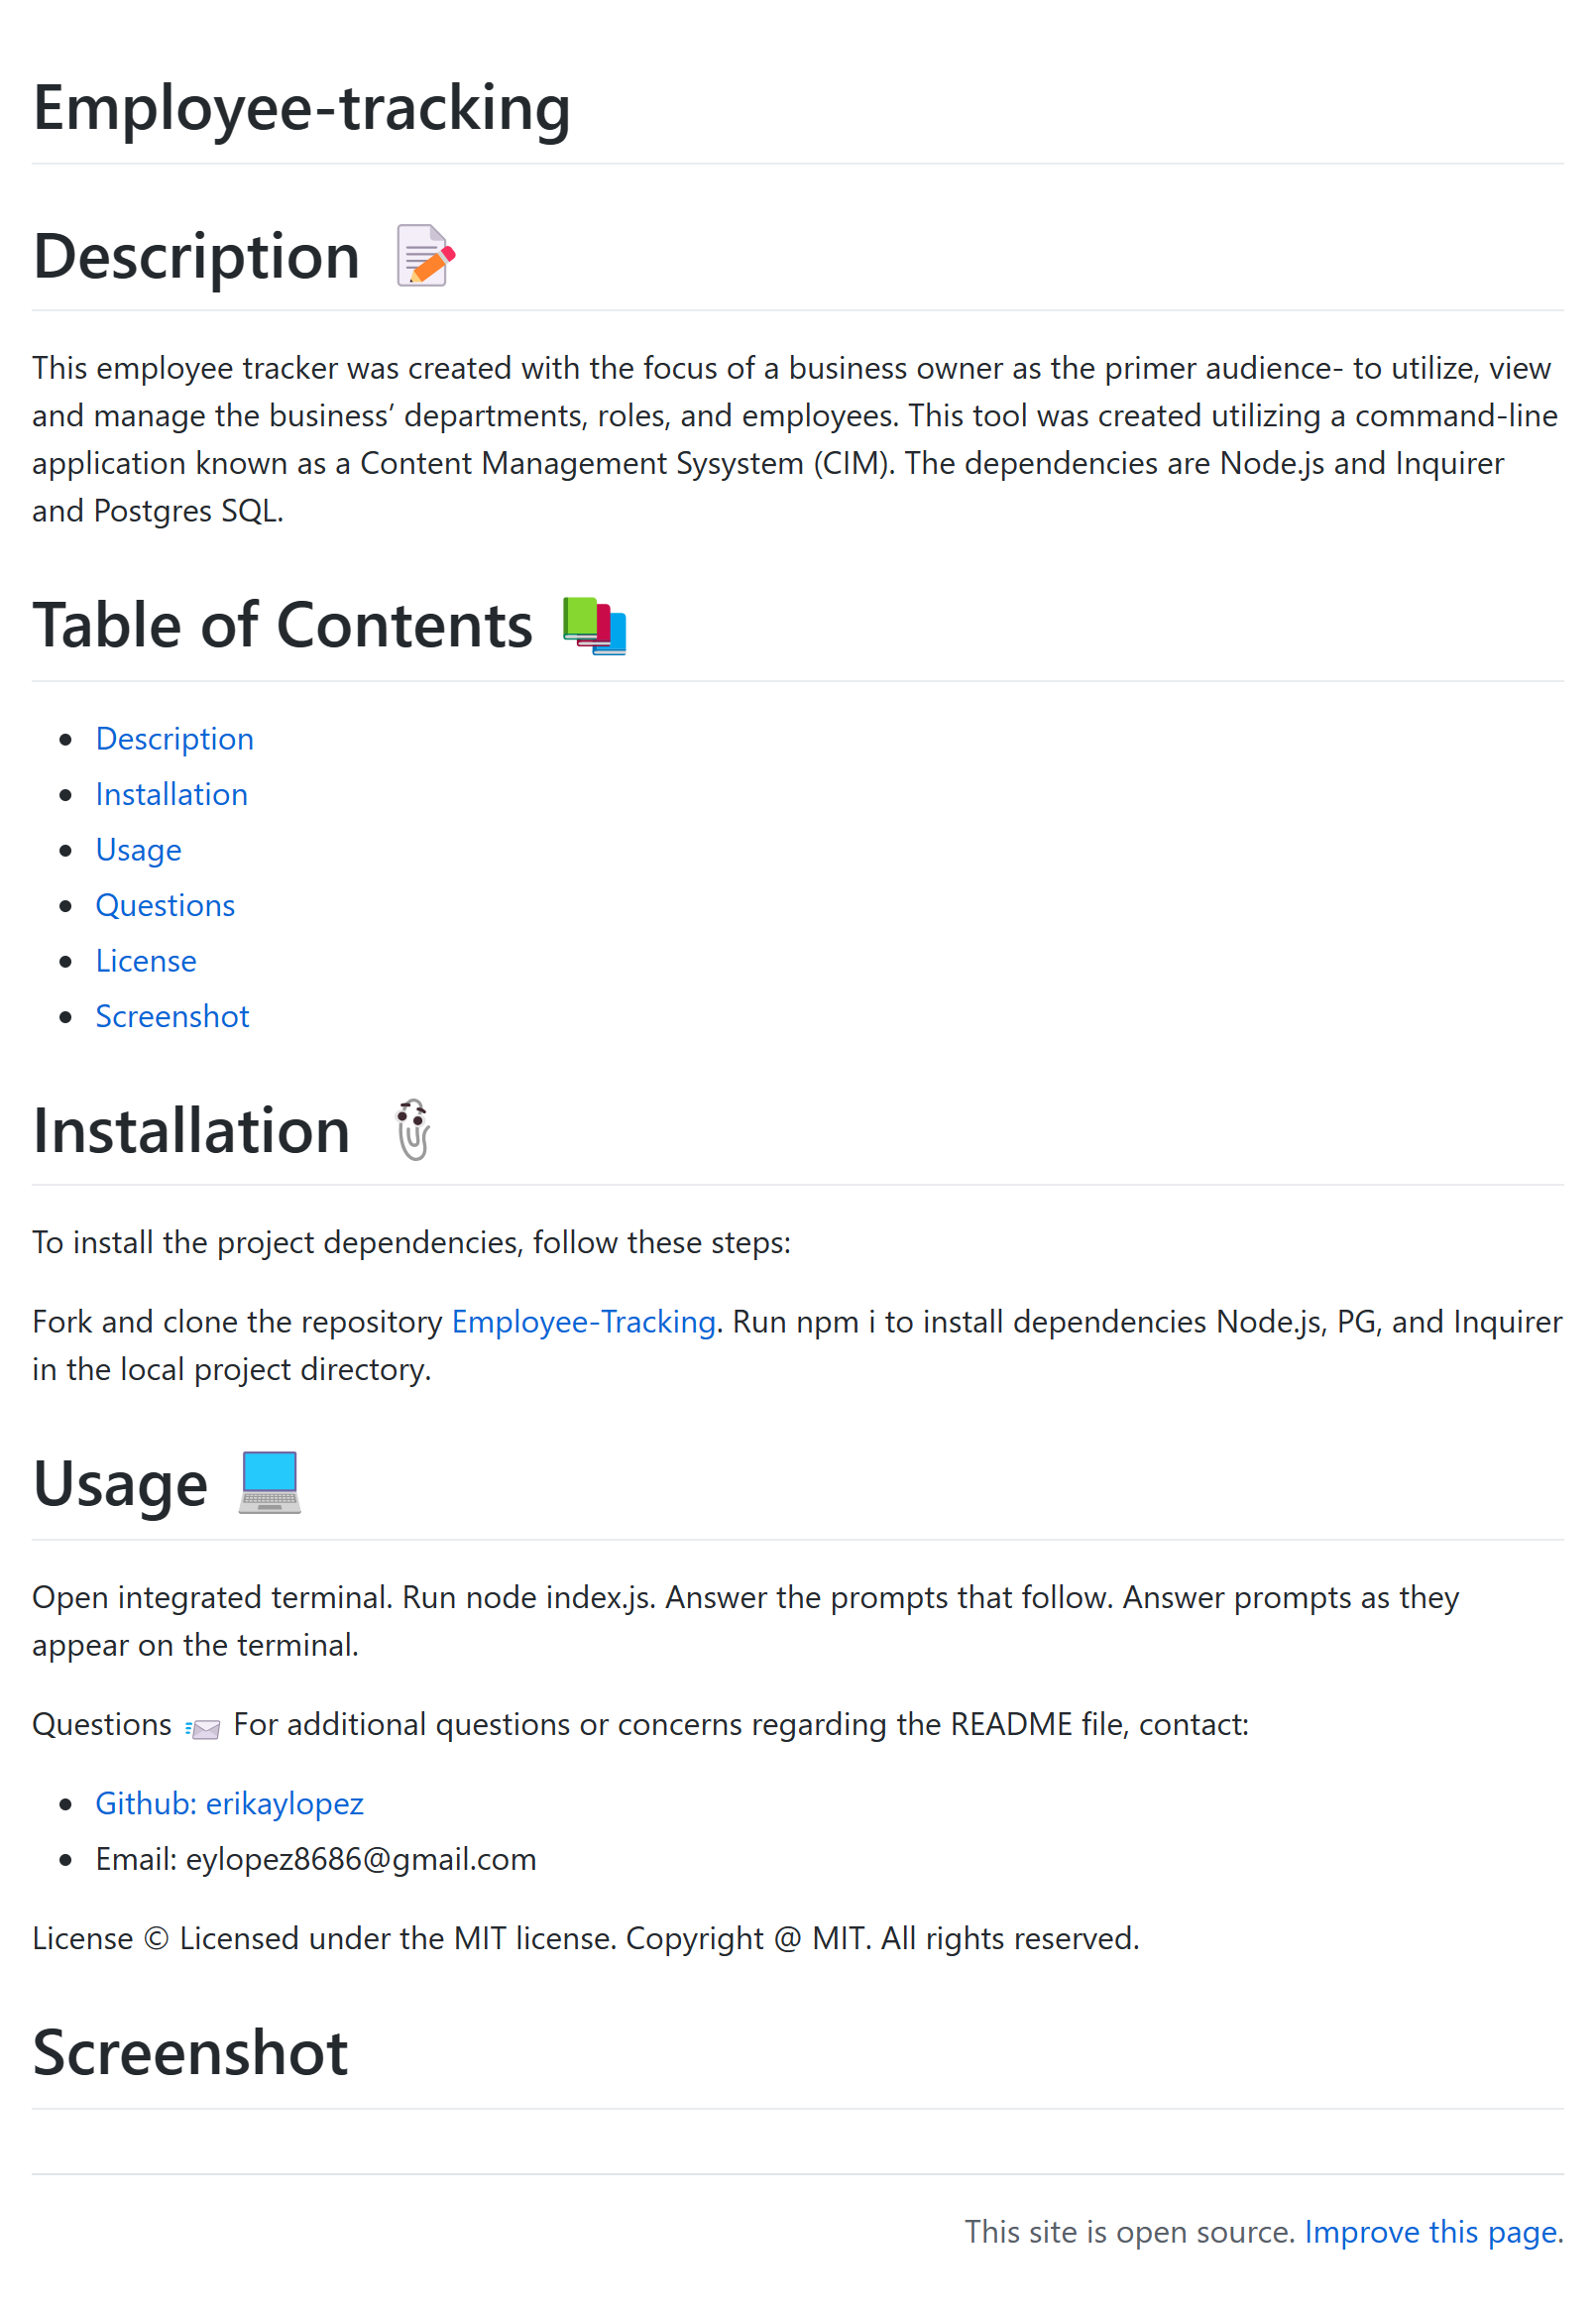 Employee-tracking
Description
This employee tracker was created with the focus of a business owner as the primer audience- to utilize, view
and manage the business’ departments, roles, and employees. This tool was created utilizing a command-line
application known as a Content Management Sysystem (CIM). The dependencies are Node.js and Inquirer
and Postgres SQL.
Table of Contents
Description
Installation
Usage
Questions
License
Screenshot
Installation
To install the project dependencies, follow these steps:
Fork and clone the repository Employee-Tracking. Run npm i to install dependencies Node.js, PG, and Inquirer
in the local project directory.
Usage
Open integrated terminal. Run node index.js. Answer the prompts that follow. Answer prompts as they
appear on the terminal.
Questions 📨 For additional questions or concerns regarding the README file, contact:
Github: erikaylopez
Email: eylopez8686@gmail.com
License © Licensed under the MIT license. Copyright @ MIT. All rights reserved.
Screenshot
This site is open source. Improve this page.